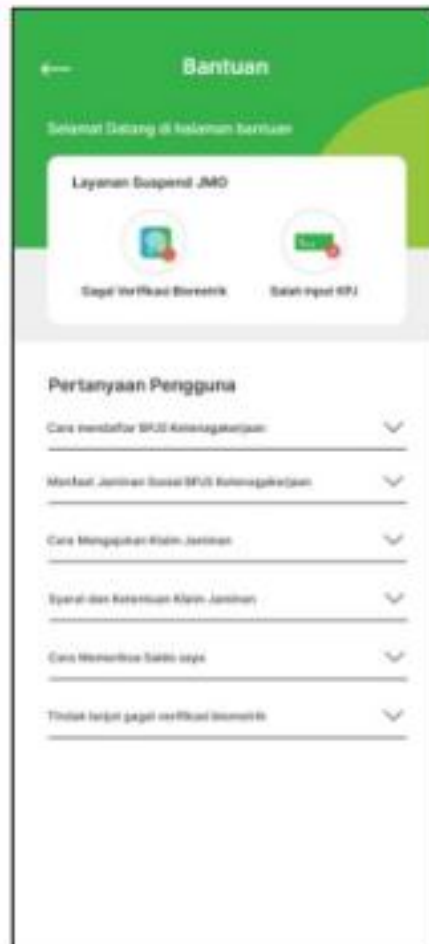 Bantuan
Selamat Datang di halaman bantuan
Layanan Suspend JMO
Gagal Verifikasi Biometrik
Salah Input KPJ
Pertanyaan Pengguna
Cara mendaftar BPJS Ketenagakerjaan
Manfaat Jaminan Sosial BPJS Ketenagakerjaan
Cara Mengajukan Klaim Jaminan
Syarat dan Ketentuan Klaim Jaminan
Cara Memeriksa Saldo saya
Tindak lanjut gagal verifikasi biometrik